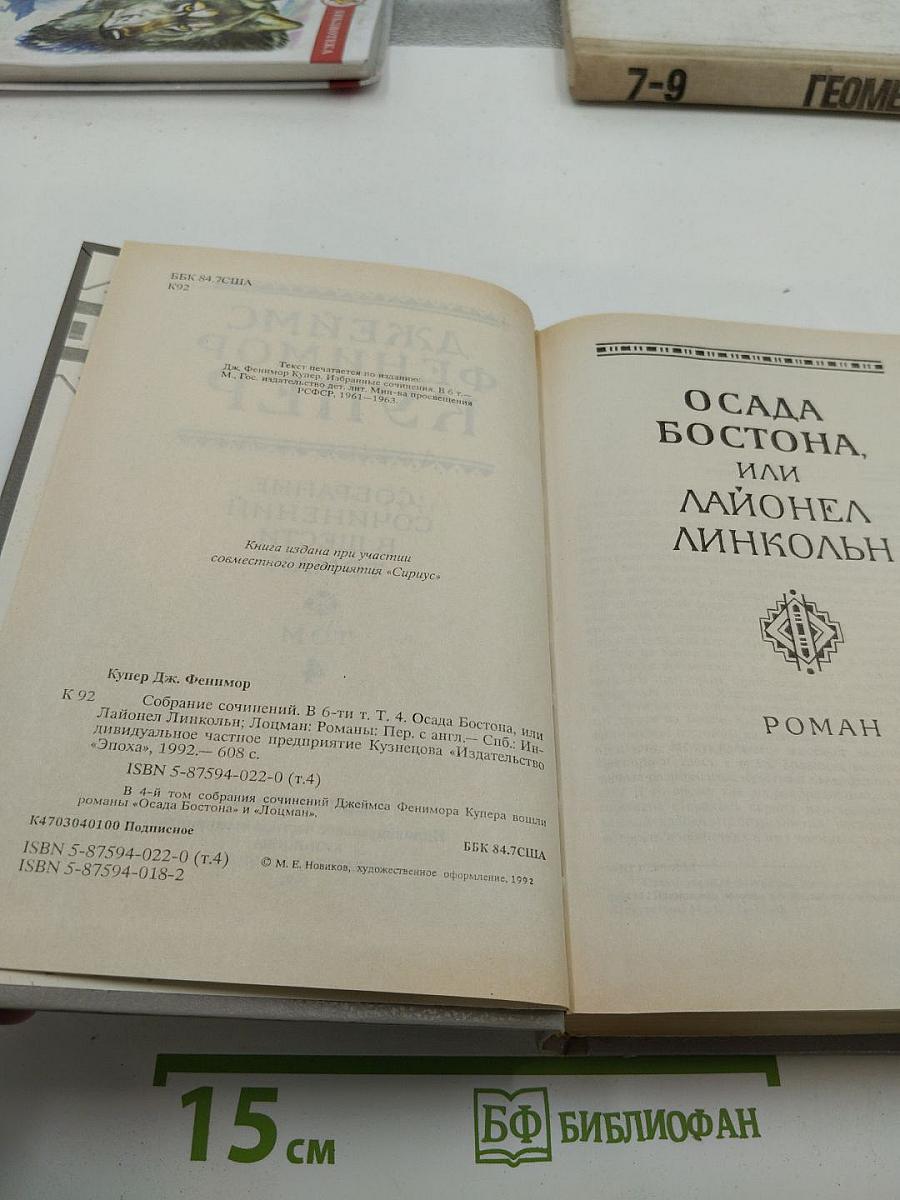 БИБЛИОТЕКА
7-9
ГЕОМЕ
ББК 84.7США
К92
Текст печатается по изданию:
Дж. Фенимор Купер. Избранные сочинения. В 6 т.—
М., Гос. издательство дет. лит. Мин-ва просвещения
РСФСР, 1961—1963.
Книга издана при участии
совместного предприятия «Сириус»
Купер Дж. Фенимор
К 92 Собрание сочинений. В 6-ти т. Т. 4. Осада Бостона, или
Лайонел Линкольн; Лоцман: Романы: Пер. с англ.— Спб.: Ин-
дивидуальное частное предприятие Кузнецова «Издательство
«Эпоха», 1992.— 608 с.
ISBN 5-87594-022-0 (т.4)
В 4-й том собрания сочинений Джеймса Фенимора Купера вошли
романы «Осада Бостона» и «Лоцман».
К4703040100 Подписное
ББК 84.7США
ISBN 5-87594-022-0 (т.4)
ISBN 5-87594-018-2
© М. Е. Новиков, художественное оформление, 1992
ОСАДА
БОСТОНА,
ИЛИ
ЛАЙОНЕЛ
ЛИНКОЛЬН
РОМАН
15 см
БФ БИБЛИОФАН